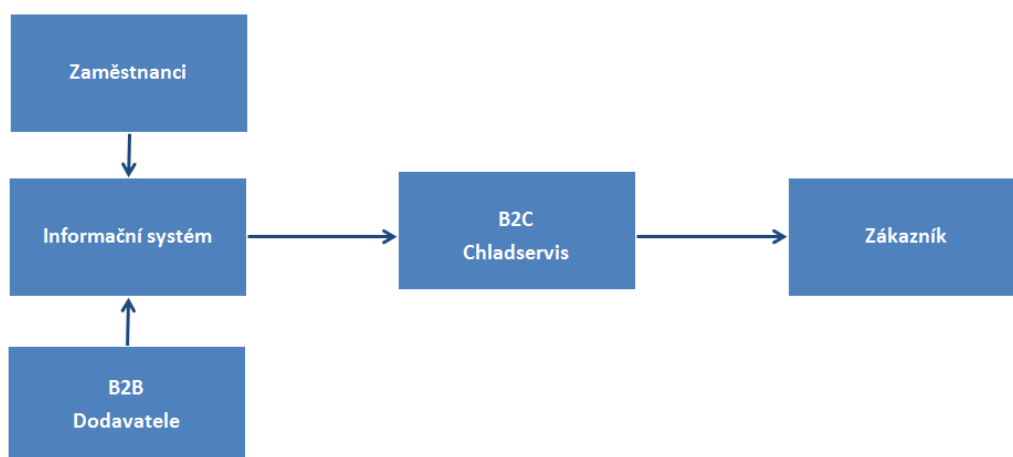 Zaměstnanci
Informační systém
B2C
Chladservis
Zákazník
B2B
Dodavatele